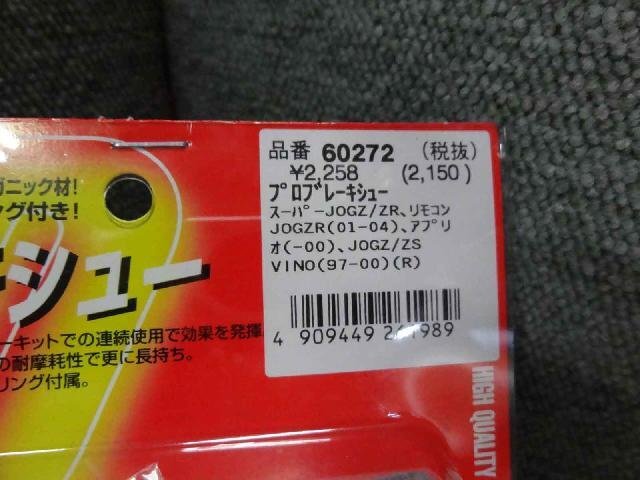 品番 60272 (税抜)
¥2,258 (2,150)
プロブレーキシュー
スーパーJOGZ/ZR、リモコン
JOGZR(01-04)、アプリ
オ(-00)、JOGZ/ZS
VINO(97-00)(R)
4 909449
ガニック材!
グ付き!
シュー
ーキットでの連続使用で効果を発揮
の耐摩耗性で更に長持ち。
リング付属。
HIGH QUALITY